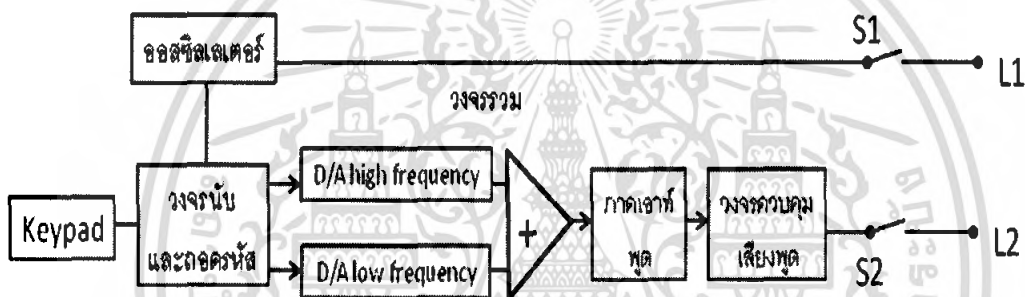 ออสซิลเลเตอร์
S1
L1
วงจรรวม
Keypad
วงจรนับ
และถอดรหัส
D/A high frequency
D/A low frequency
+
ภาคเอาท์
พูต
วงจรควบคุม
เสียงพูด
S2
L2